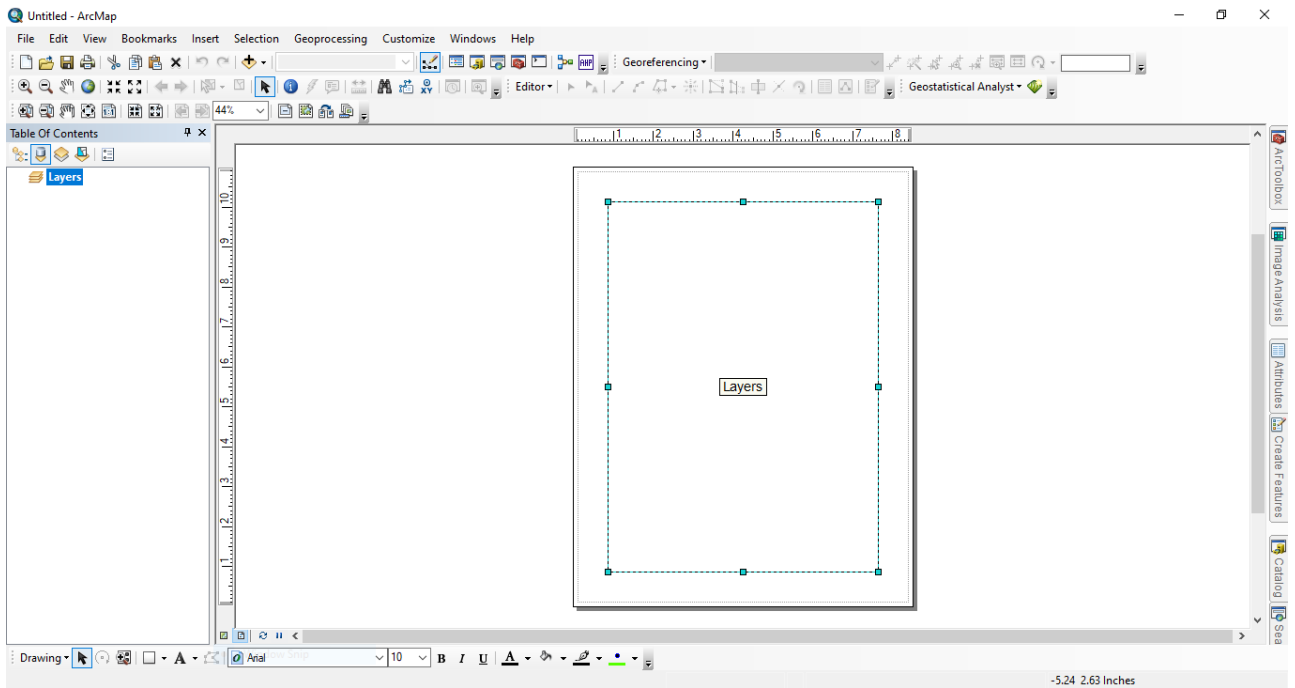 Untitled - ArcMap
File Edit View Bookmarks Insert Selection Geoprocessing Customize Windows Help
AHP Georeferencing
Editor Geostatistical Analyst
44%
Table Of Contents
Layers
1 2 3 4 5 6 7 8
10
9
8
7
6
5
4
3
2
1
Layers
ArcToolbox
Image Analysis
Attributes
Create Features
Catalog
Sea
Drawing A Arial 10 B I U A
-5.24 2.63 Inches